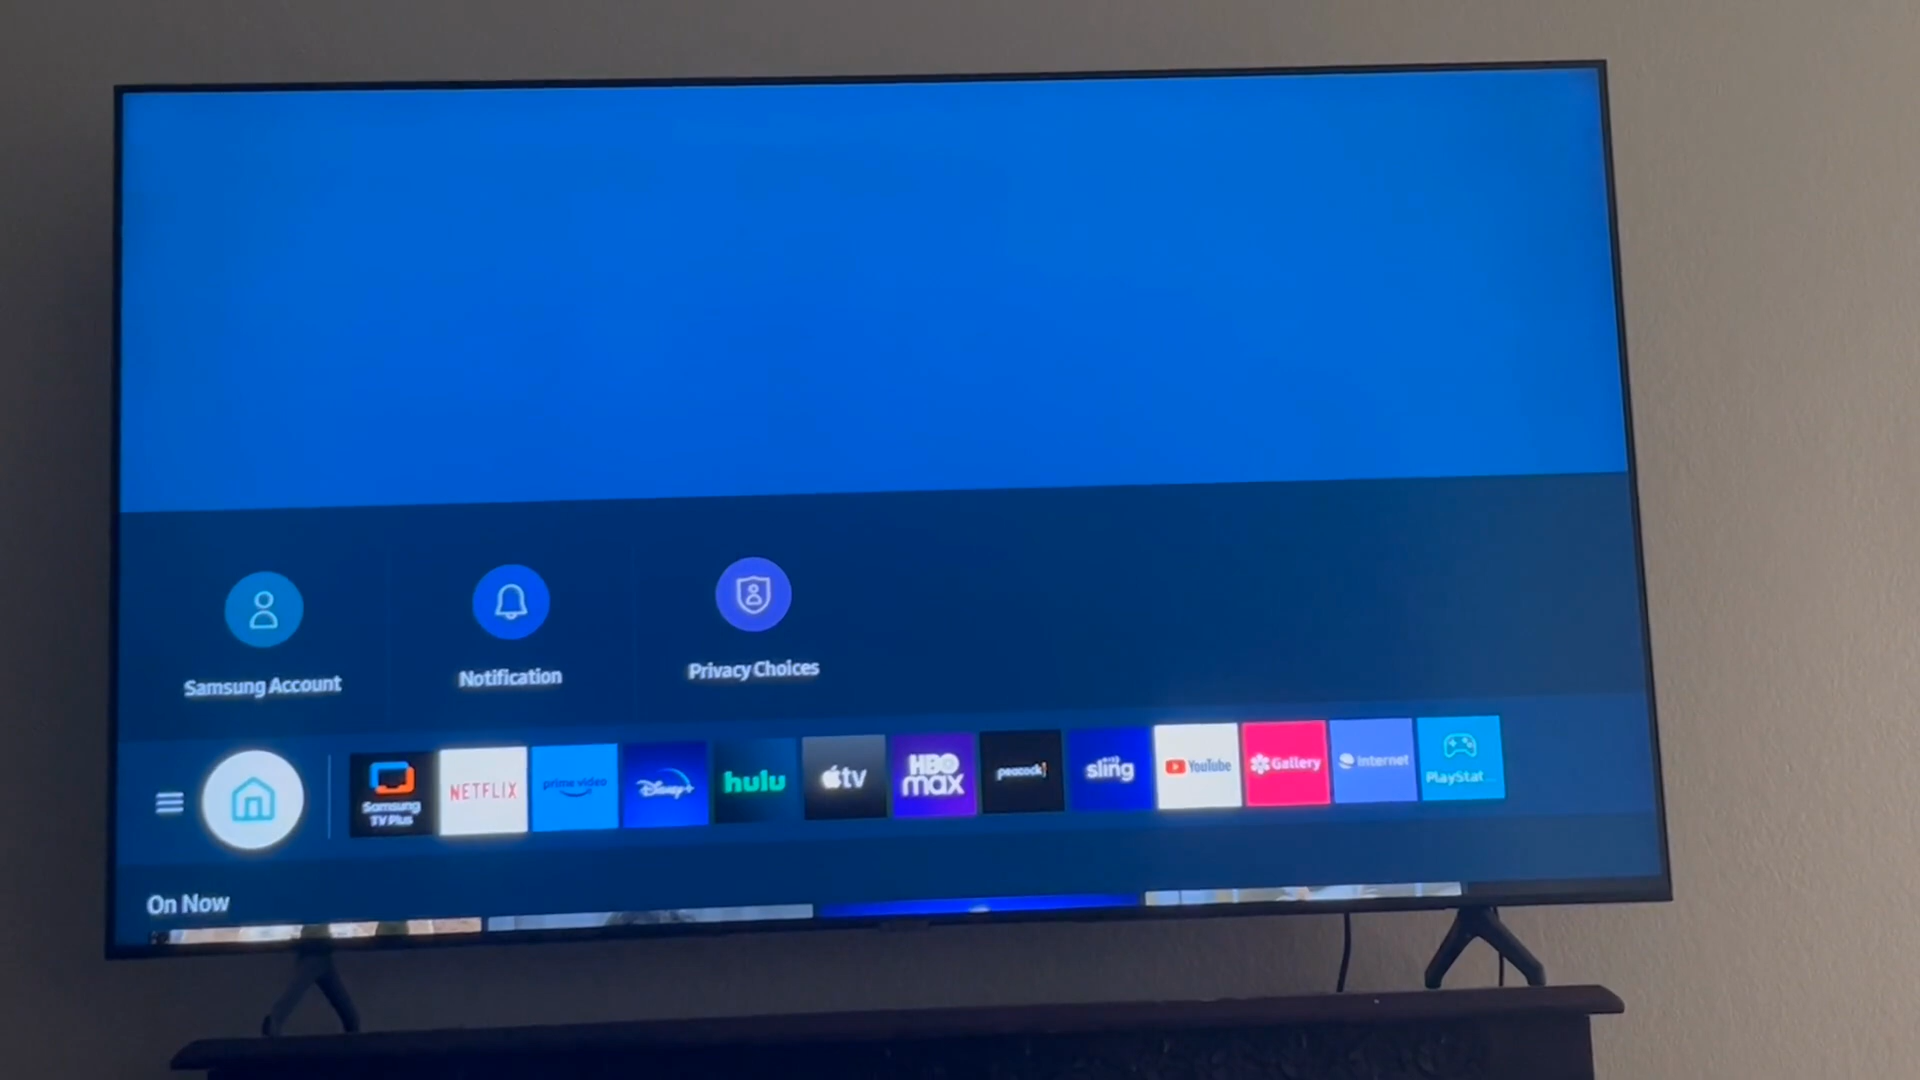 Samsung Account
Notification
Privacy Choices
Samsung
TV Plus
NETFLIX
prime video
Disney+
hulu
tv
HBO
max
peacock
sling
YouTube
Gallery
internet
PlayStat...
On Now